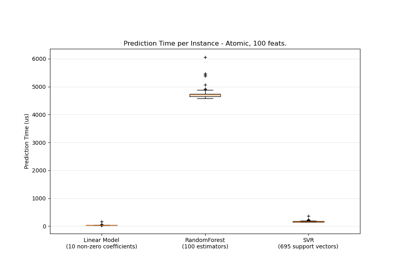 Prediction Time per Instance - Atomic, 100 feats.
6000
5000
4000
3000
2000
1000
0
Prediction Time (us)
Linear Model
(10 non-zero coefficients)
RandomForest
(100 estimators)
SVR
(695 support vectors)